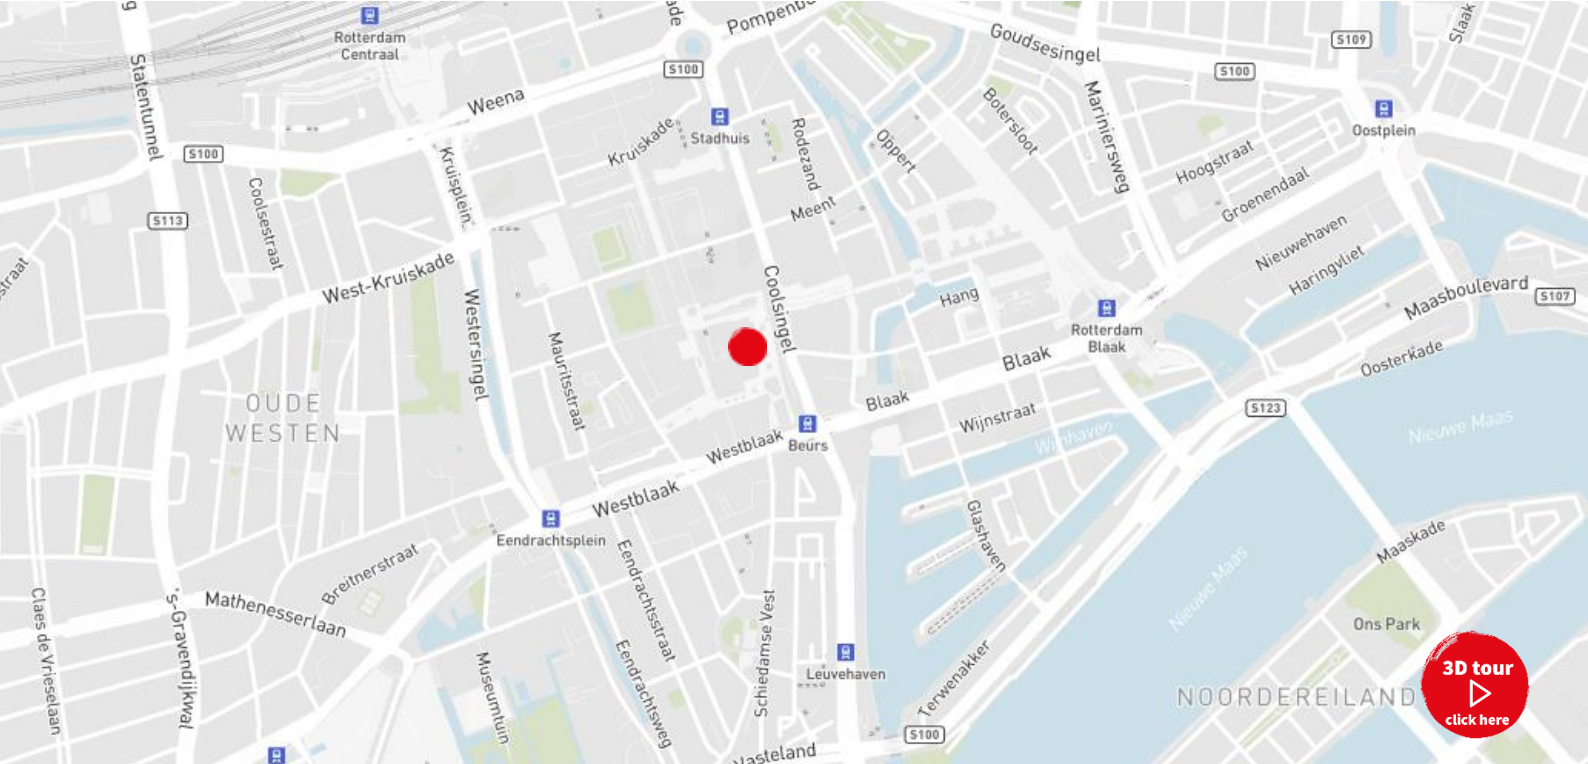 Rotterdam
Centraal
Statentunnel
Weena
S100
S100
Pompenbu
Goudsesingel
S109
S100
Slaak
Stadhuis
Kruiskade
Rodezand
Oppert
Botersloot
Mariniersweg
Oostplein
Hoogstraat
Groenendaal
Kruisplein
Coolsestraat
S113
West-Kruiskade
Meent
Coolsingel
Hang
Nieuwehaven
Haringvliet
Maasboulevard
S107
straat
Westersingel
Mauritsstraat
Rotterdam
Blaak
Blaak
Blaak
Oosterkade
OUDE
WESTEN
Westblaak
Beurs
Wijnstraat
Wijnhaven
S123
Nieuwe Maas
Westblaak
Eendrachtsplein
Glashaven
Maaskade
Breitnerstraat
Eendrachtsstraat
Nieuwe Maas
Claes de Vrieselaan
's-Gravendijkwal
Mathenesserlaan
Schiedamse Vest
Ons Park
Museumtuin
Eendrachtsweg
Leuvehaven
Terwenakker
NOORDEREILAND
S100
Vasteland
3D tour
click here